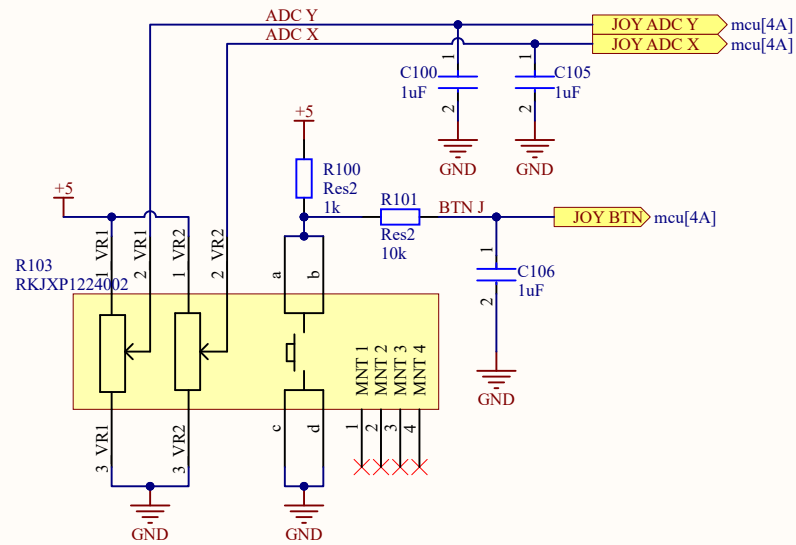 ADC Y
JOY ADC Y
mcu[4A]
ADC X
JOY ADC X
mcu[4A]
1
C100
1uF
2
GND
1
C105
1uF
2
GND
+5
R100
Res2
1k
R101
Res2
10k
BTN J
JOY BTN
mcu[4A]
1
C106
1uF
2
GND
+5
R103
RKJXP1224002
1 VR1
2 VR1
1 VR2
2 VR2
a
b
MNT 1
MNT 2
MNT 3
MNT 4
1
2
3
4
3 VR1
3 VR2
c
d
GND
GND